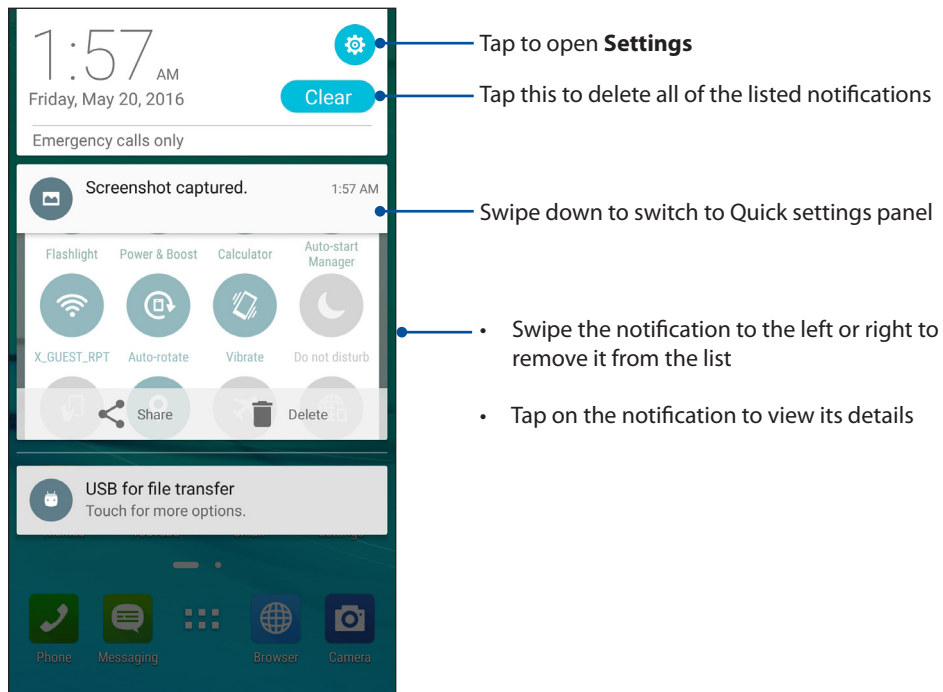 1:57 AM
Friday, May 20, 2016
Clear
Emergency calls only
Screenshot captured.
1:57 AM
Flashlight
Power & Boost
Calculator
Auto-start
Manager
X_GUEST_RPT
Auto-rotate
Vibrate
Do not disturb
Share
Delete
USB for file transfer
Touch for more options.
Phone
Messaging
Browser
Camera
Tap to open Settings
Tap this to delete all of the listed notifications
Swipe down to switch to Quick settings panel
• Swipe the notification to the left or right to
remove it from the list
• Tap on the notification to view its details